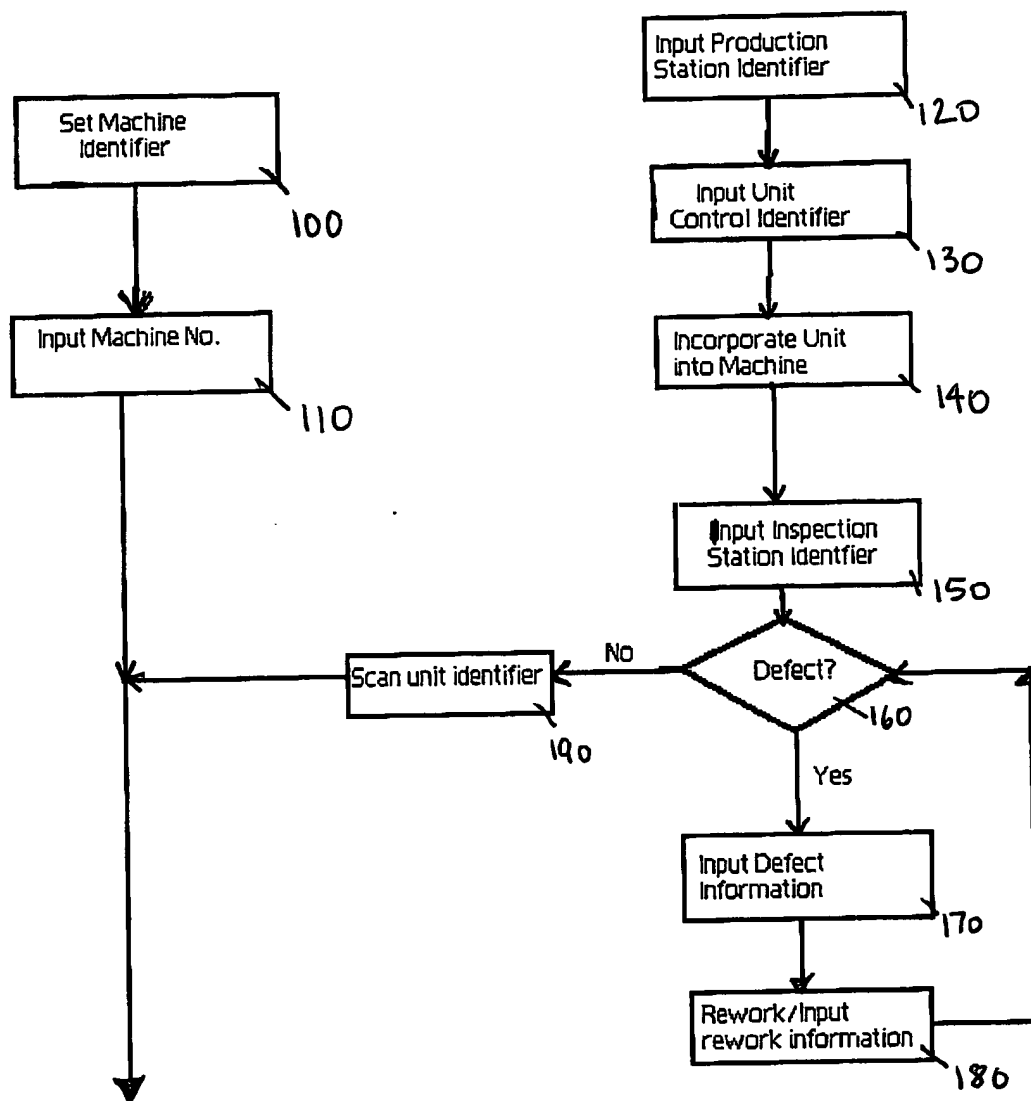 Input Production
Station Identifier
120
Set Machine
Identifier
100
Input Unit
Control Identifier
130
Input Machine No.
110
Incorporate Unit
into Machine
140
Input Inspection
Station Identfier
150
No
Scan unit identifier
190
Defect?
160
Yes
Input Defect
Information
170
Rework/Input
rework information
180